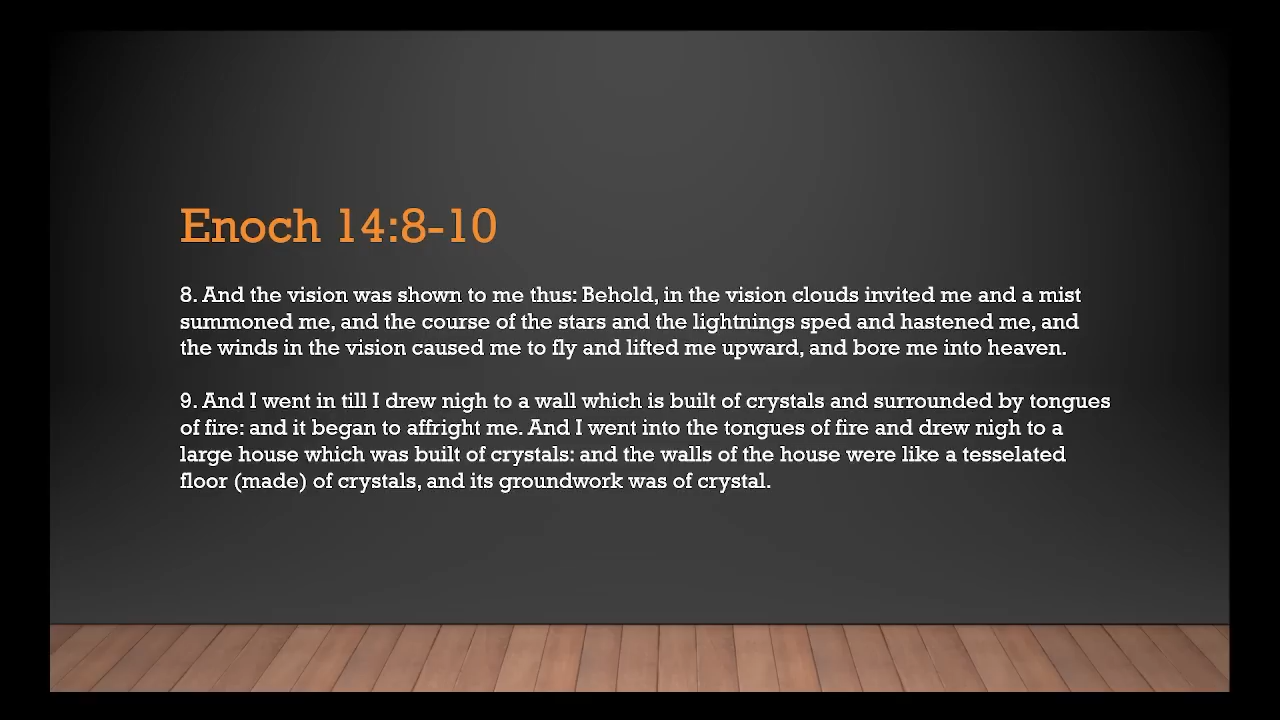 Enoch 14:8-10
8. And the vision was shown to me thus: Behold, in the vision clouds invited me and a mist
summoned me, and the course of the stars and the lightnings sped and hastened me, and
the winds in the vision caused me to fly and lifted me upward, and bore me into heaven.
9. And I went in till I drew nigh to a wall which is built of crystals and surrounded by tongues
of fire: and it began to affright me. And I went into the tongues of fire and drew nigh to a
large house which was built of crystals: and the walls of the house were like a tesselated
floor (made) of crystals, and its groundwork was of crystal.